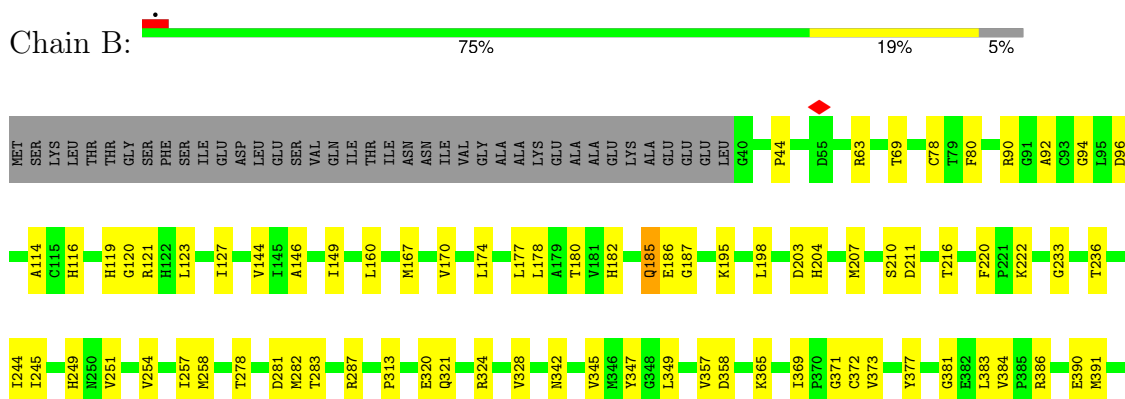 Chain B:
75% 19% 5%
MET SER LYS LEU THR THR GLY SER PHE SER ILE GLU ASP LEU GLU SER VAL GLN ILE THR ILE ASN ASN ILE VAL GLY ALA ALA LYS GLU ALA ALA GLU LYS ALA GLU GLU GLU LEU G40 P44 D55 R63 T69 C78 T79 F80 R90 G91 A92 C93 G94 L95 D96
A114 C115 H116 H119 G120 R121 H122 L123 I127 V144 I145 A146 I149 L160 M167 V170 L174 L177 L178 A179 T180 V181 H182 Q185 E186 G187 K195 L198 D203 H204 M207 S210 D211 T216 F220 P221 K222 G233 T236
I244 I245 H249 N250 V251 V254 I257 M258 T278 D281 M282 T283 R287 P313 E320 Q321 R324 V328 N342 V345 M346 Y347 G348 L349 V357 D358 K365 I369 P370 G371 C372 V373 Y377 G381 E382 L383 V384 P385 R386 E390 M391